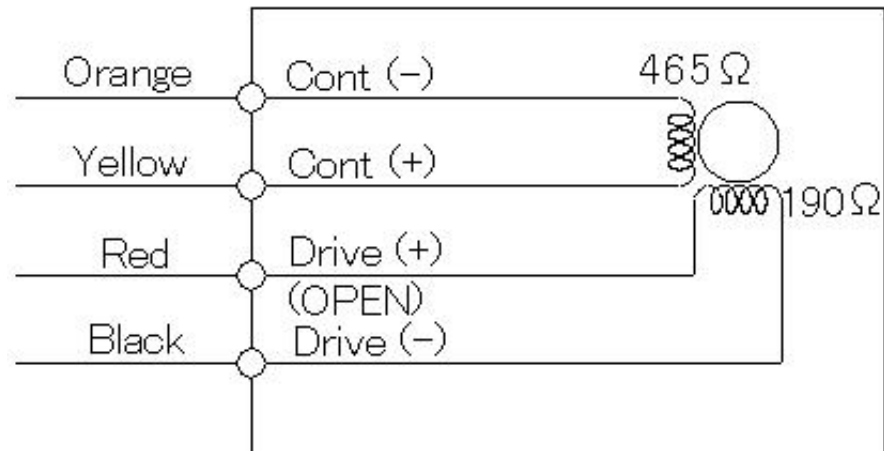 Orange Cont (-) 465Ω
Yellow Cont (+)
190Ω
Red Drive (+)
(OPEN)
Black Drive (-)